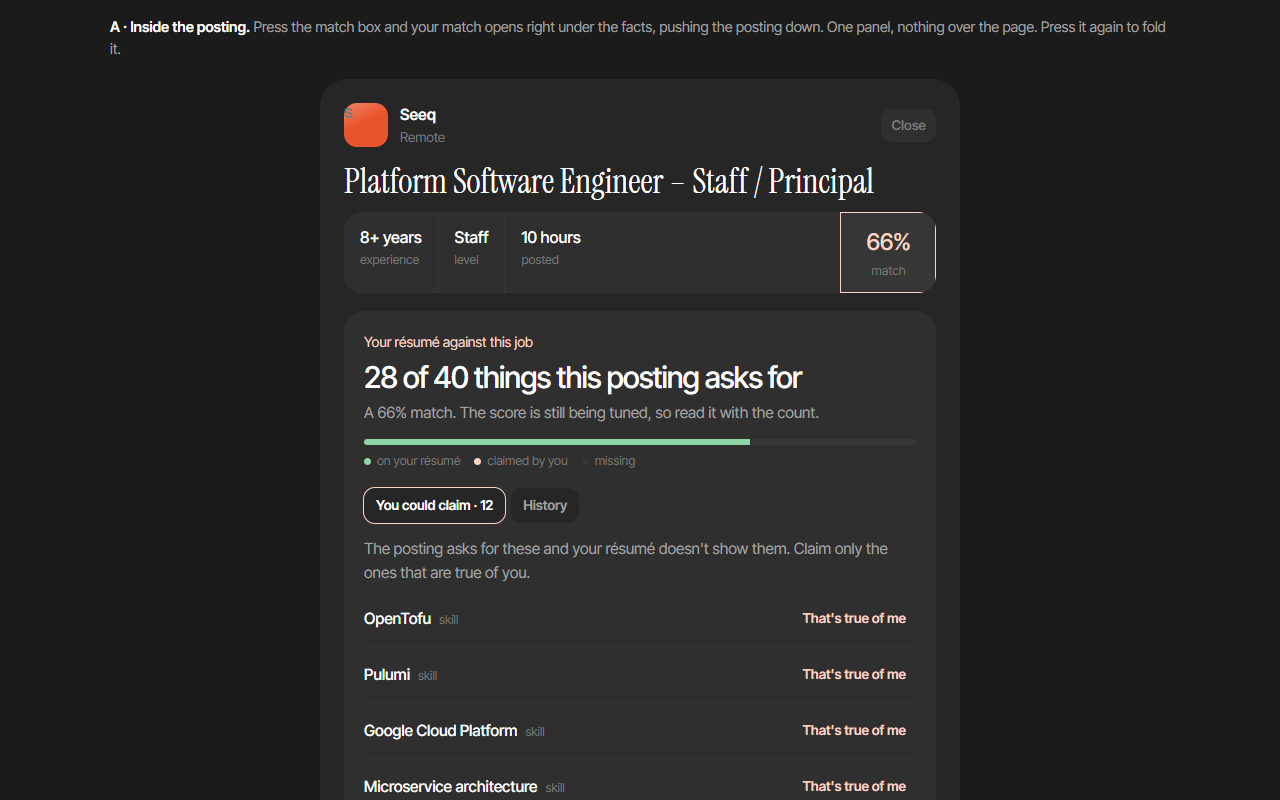 A · Inside the posting. Press the match box and your match opens right under the facts, pushing the posting down. One panel, nothing over the page. Press it again to fold
it.
S
Seeq
Remote
Close
Platform Software Engineer – Staff / Principal
8+ years
experience
Staff
level
10 hours
posted
66%
match
Your résumé against this job
28 of 40 things this posting asks for
A 66% match. The score is still being tuned, so read it with the count.
on your résumé
claimed by you
missing
You could claim · 12
History
The posting asks for these and your résumé doesn't show them. Claim only the
ones that are true of you.
OpenTofu skill
That's true of me
Pulumi skill
That's true of me
Google Cloud Platform skill
That's true of me
Microservice architecture skill
That's true of me